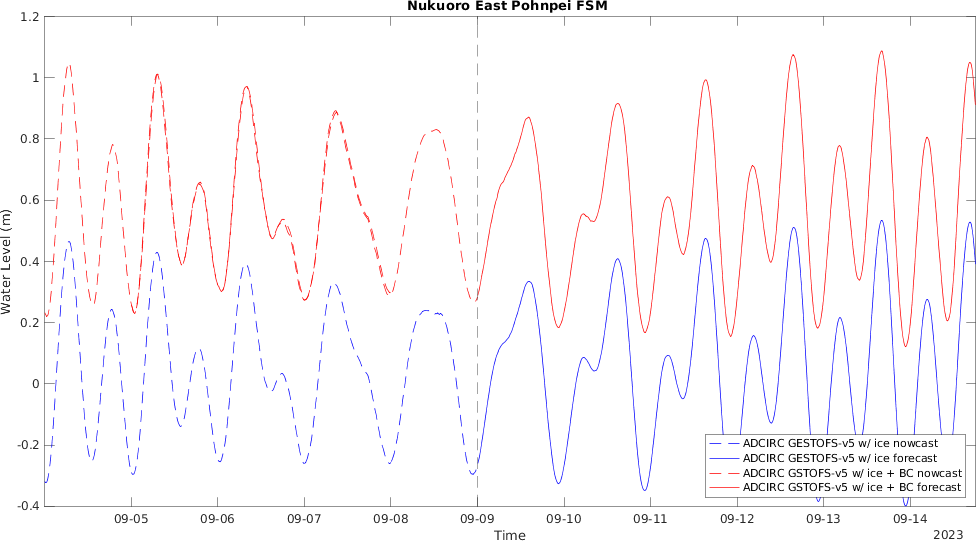 Nukuoro East Pohnpei FSM
1.2
1
0.8
0.6
0.4
0.2
0
-0.2
-0.4
Water Level (m)
ADCIRC GESTOFS-v5 w/ ice nowcast
ADCIRC GESTOFS-v5 w/ ice forecast
ADCIRC GSTOFS-v5 w/ ice + BC nowcast
ADCIRC GSTOFS-v5 w/ ice + BC forecast
09-05 09-06 09-07 09-08 09-09 09-10 09-11 09-12 09-13 09-14
Time
2023